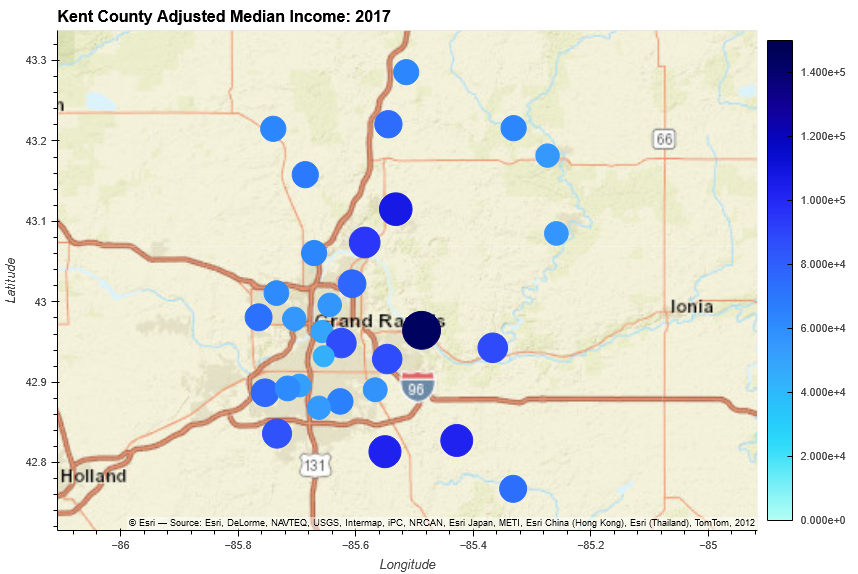 Kent County Adjusted Median Income: 2017
43.3
43.2
43.1
43
42.9
42.8
Latitude
n
66
Ionia
Grand Ra s
96
131
Holland
© Esri — Source: Esri, DeLorme, NAVTEQ, USGS, Intermap, iPC, NRCAN, Esri Japan, METI, Esri China (Hong Kong), Esri (Thailand), TomTom, 2012
−86
−85.8
−85.6
−85.4
−85.2
−85
Longitude
1.400e+5
1.200e+5
1.000e+5
8.000e+4
6.000e+4
4.000e+4
2.000e+4
0.000e+0